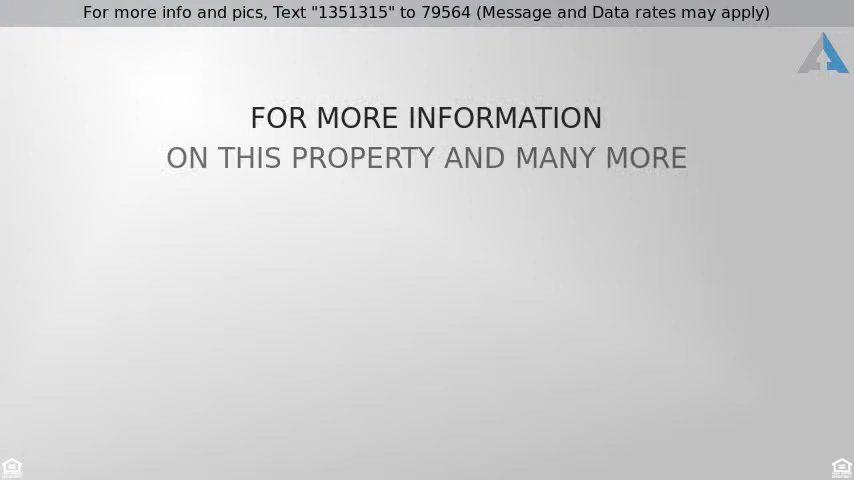 For more info and pics, Text "1351315" to 79564 (Message and Data rates may apply)
FOR MORE INFORMATION
ON THIS PROPERTY AND MANY MORE